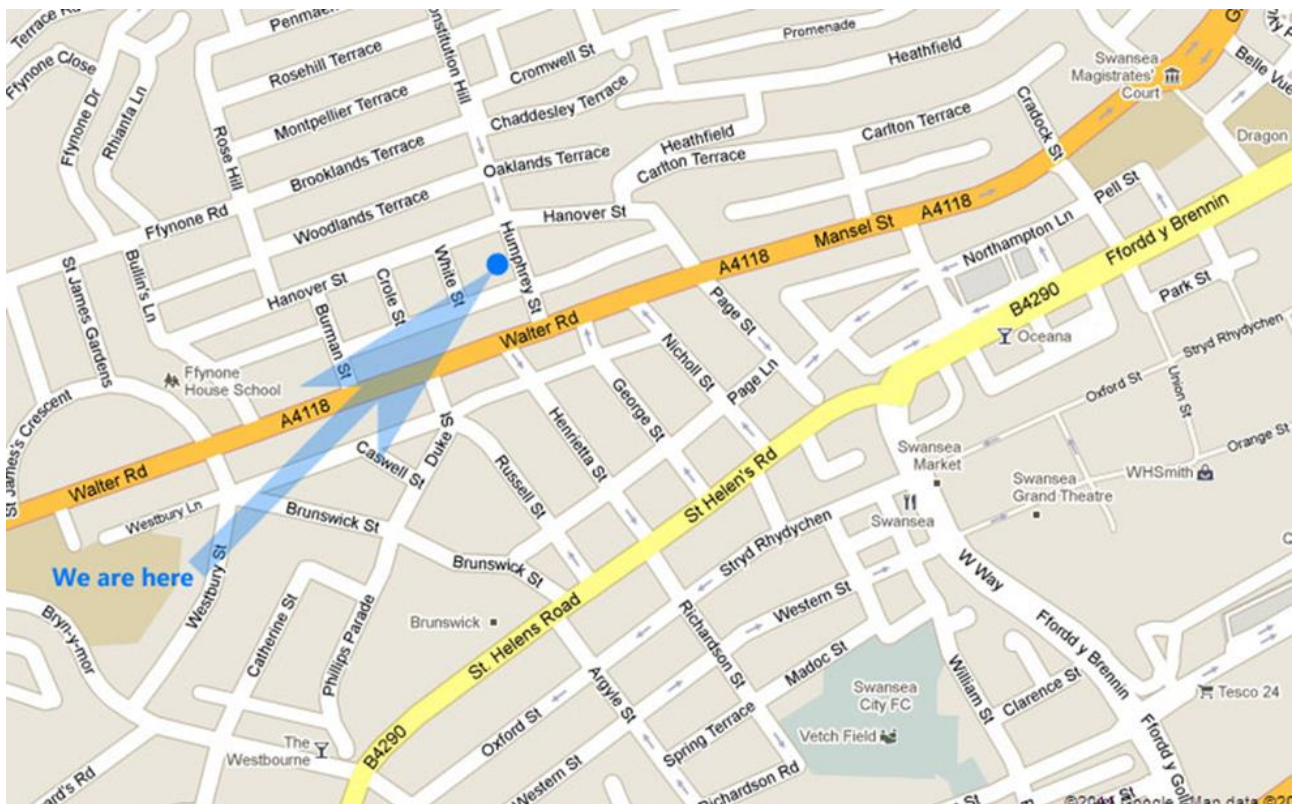 Terrace Rd
Penmaen
Constitution Hill
Promenade
Heathfield
Ffynone Close
Ffynone Dr
Rhianfa Ln
Rosehill Terrace
Cromwell St
Swansea
Magistrates'
Court
Belle Vue
Montpellier Terrace
Chaddesley Terrace
Rose Hill
Heathfield
Carlton Terrace
Cradock St
Dragon
Brooklands Terrace
Oaklands Terrace
Carlton Terrace
Ffynone Rd
Woodlands Terrace
Hanover St
Humphrey St
Mansel St
A4118
Pell St
Northampton Ln
Ffordd y Brennin
St James Gardens
Bullin's Ln
Hanover St
White St
Crole St
Burman St
A4118
Page St
B4290
Park St
Walter Rd
Oceana
Stryd Rhydychen
Ffynone
House School
Nicholl St
Page Ln
Oxford St
Union St
St James's Crescent
A4118
George St
Henrietta St
Duke St
Caswell St
Russell St
Orange St
Swansea
Market
WHSmith
Walter Rd
Swansea
Grand Theatre
Westbury Ln
Brunswick St
St Helen's Rd
Stryd Rhydychen
Swansea
We are here
Westbury St
Brunswick St
W Way
Bryn-y-mor
Catherine St
Phillips Parade
Brunswick
St. Helens Road
Richardson St
Western St
Madoc St
Ffordd y Brennin
Argyle St
William St
Clarence St
Swansea
City FC
Tesco 24
Vetch Field
The
Westbourne
B4290
Oxford St
Spring Terrace
Richardson Rd
ard's Rd
Western St
Ffordd y Gol
Google
Map data